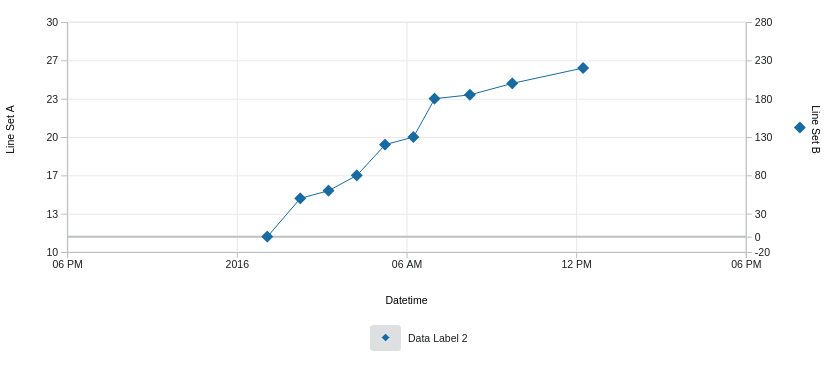 30
27
23
20
17
13
10
Line Set A
280
230
180
130
80
30
0
-20
Line Set B
06 PM
2016
06 AM
12 PM
06 PM
Datetime
Data Label 2